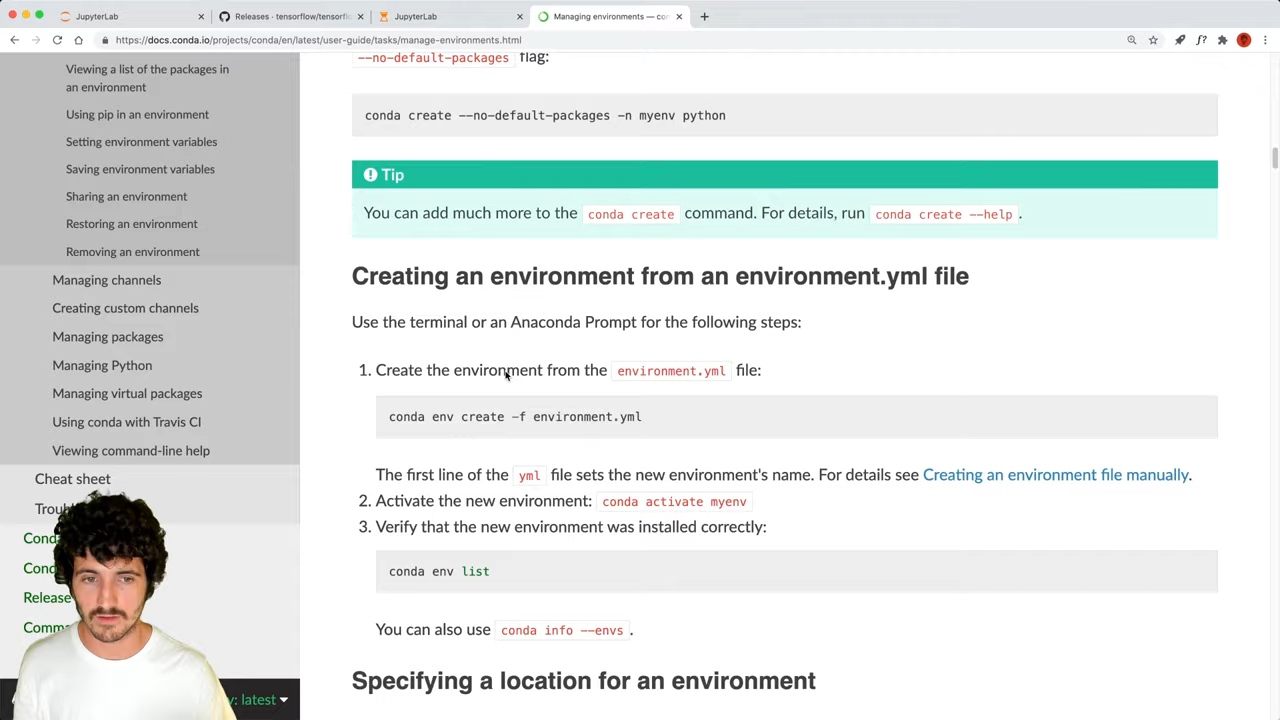 JupyterLab
Releases · tensorflow/tensorfl
JupyterLab
Managing environments — co
https://docs.conda.io/projects/conda/en/latest/user-guide/tasks/manage-environments.html
Viewing a list of the packages in
an environment
Using pip in an environment
Setting environment variables
Saving environment variables
Sharing an environment
Restoring an environment
Removing an environment
Managing channels
Creating custom channels
Managing packages
Managing Python
Managing virtual packages
Using conda with Travis CI
Viewing command-line help
Cheat sheet
Release
v: latest
--no-default-packages flag:
conda create --no-default-packages -n myenv python
Tip
You can add much more to the conda create command. For details, run conda create --help .
Creating an environment from an environment.yml file
Use the terminal or an Anaconda Prompt for the following steps:
1. Create the environment from the environment.yml file:
conda env create -f environment.yml
The first line of the yml file sets the new environment's name. For details see Creating an environment file manually.
2. Activate the new environment: conda activate myenv
3. Verify that the new environment was installed correctly:
conda env list
You can also use conda info --envs .
Specifying a location for an environment